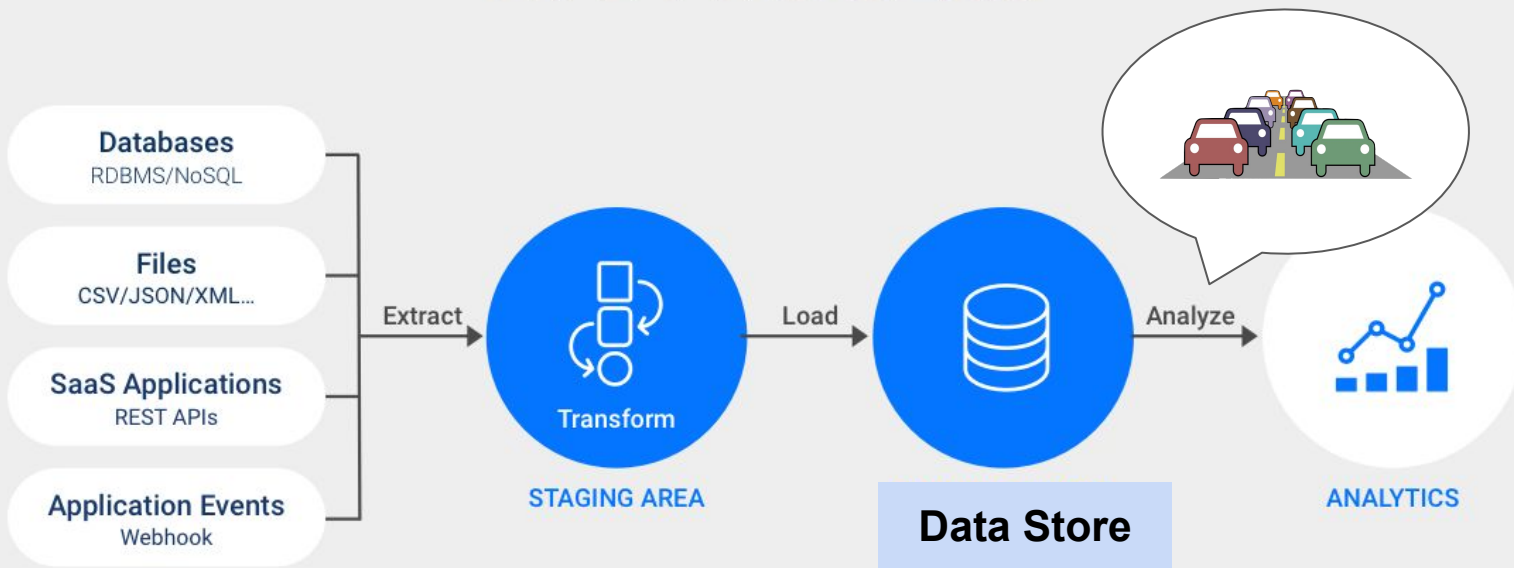 Databases
RDBMS/NoSQL
Files
CSV/JSON/XML...
SaaS Applications
REST APIs
Application Events
Webhook
Extract
Transform
STAGING AREA
Load
Data Store
Analyze
ANALYTICS